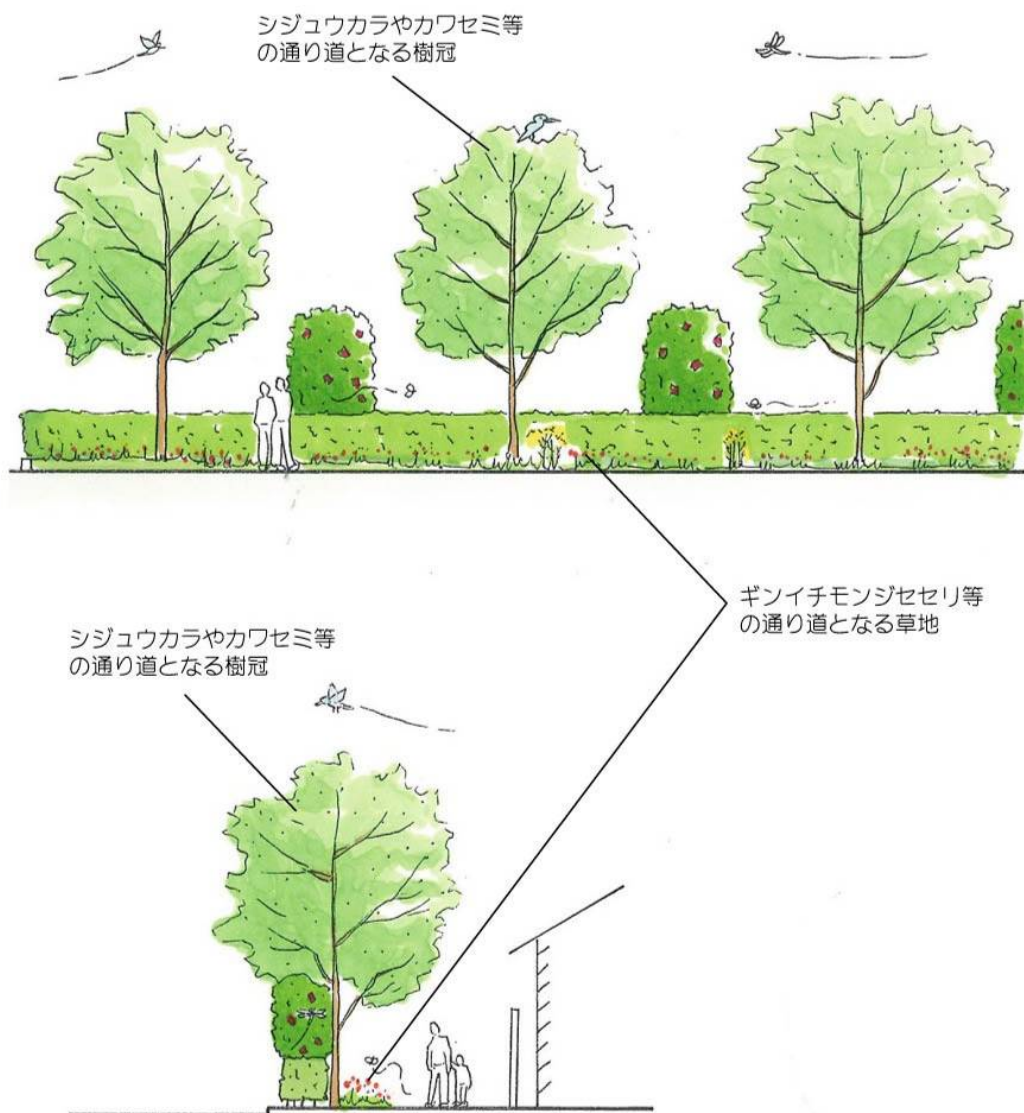 シジュウカラやカワセミ等
の通り道となる樹冠
ギンイチモンジセセリ等
の通り道となる草地
シジュウカラやカワセミ等
の通り道となる樹冠